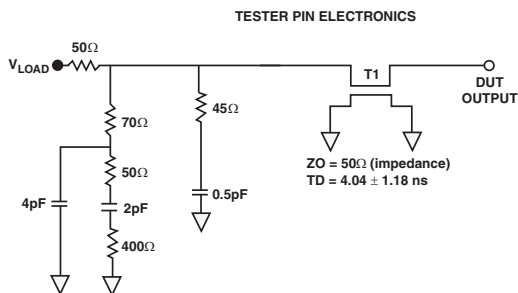 TESTER PIN ELECTRONICS
50Ω
V_LOAD
T1
DUT
OUTPUT
70Ω
45Ω
50Ω
ZO = 50Ω (impedance)
TD = 4.04 ± 1.18 ns
4pF
2pF
0.5pF
400Ω